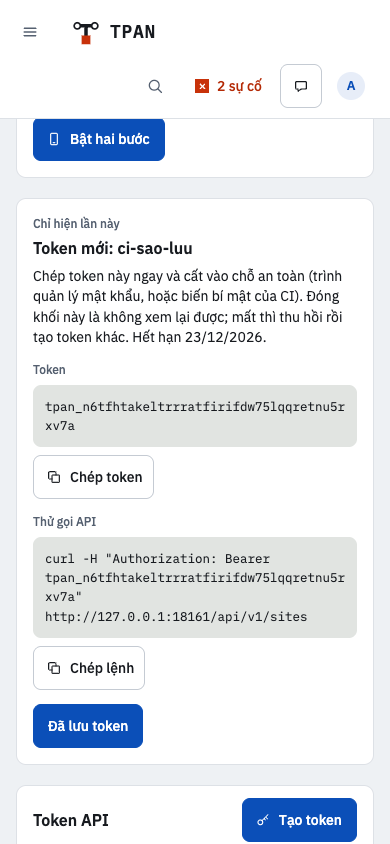 TPAN
2 sự cố
A
Bật hai bước
Chỉ hiện lần này
Token mới: ci-sao-luu
Chép token này ngay và cất vào chỗ an toàn (trình
quản lý mật khẩu, hoặc biến bí mật của CI). Đóng
khối này là không xem lại được; mất thì thu hồi rồi
tạo token khác. Hết hạn 23/12/2026.
Token
tpan_n6tfhtakeltrrratfirifdw75lqqretnu5r
xv7a
Chép token
Thử gọi API
curl -H "Authorization: Bearer
tpan_n6tfhtakeltrrratfirifdw75lqqretnu5r
xv7a"
http://127.0.0.1:18161/api/v1/sites
Chép lệnh
Đã lưu token
Token API
Tạo token